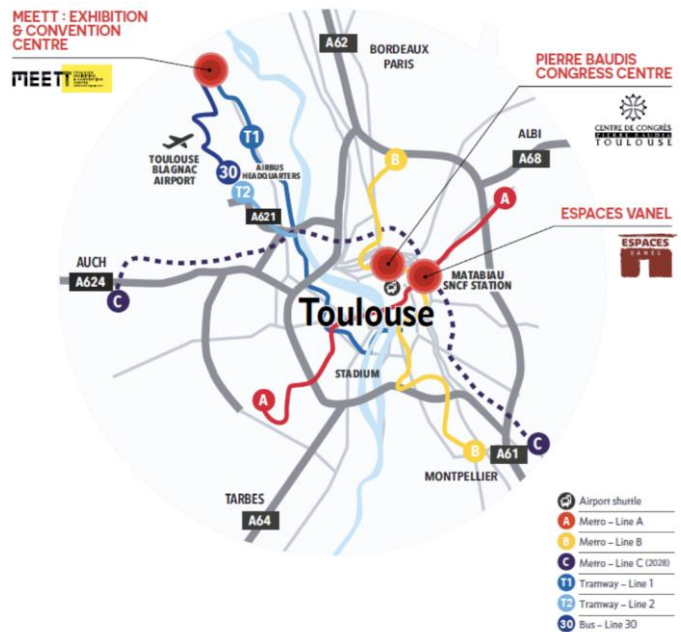 MEETT : EXHIBITION
& CONVENTION
CENTRE
MEETT
A62
BORDEAUX
PARIS
PIERRE BAUDIS
CONGRESS CENTRE
CENTRE DE CONGRÈS
PIERRE BAUDIS
TOULOUSE
T1
B
ALBI
A68
TOULOUSE
BLAGNAC
AIRPORT
30
AIRBUS
HEADQUARTERS
T2
A
A621
ESPACES VANEL
ESPACES
VANEL
AUCH
A624
C
MATABIAU
SNCF STATION
Toulouse
STADIUM
A
B
A61
C
MONTPELLIER
TARBES
A64
Airport shuttle
A Metro – Line A
B Metro – Line B
C Metro – Line C (2028)
T1 Tramway – Line 1
T2 Tramway – Line 2
30 Bus – Line 30